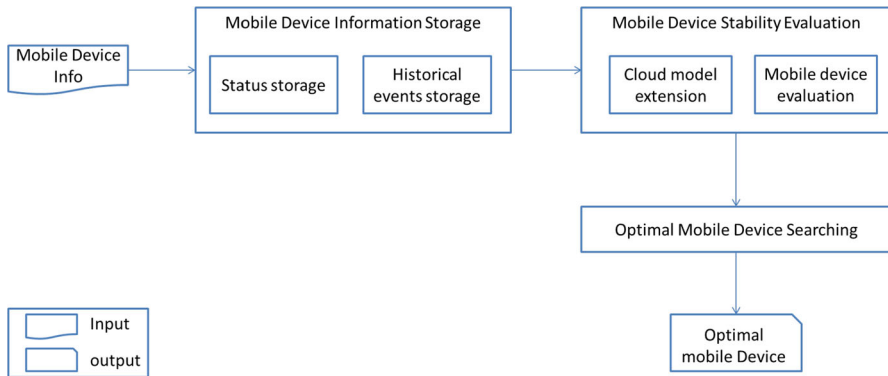 Mobile Device
Info
Mobile Device Information Storage
Status storage
Historical
events storage
Mobile Device Stability Evaluation
Cloud model
extension
Mobile device
evaluation
Optimal Mobile Device Searching
Optimal
mobile Device
Input
output